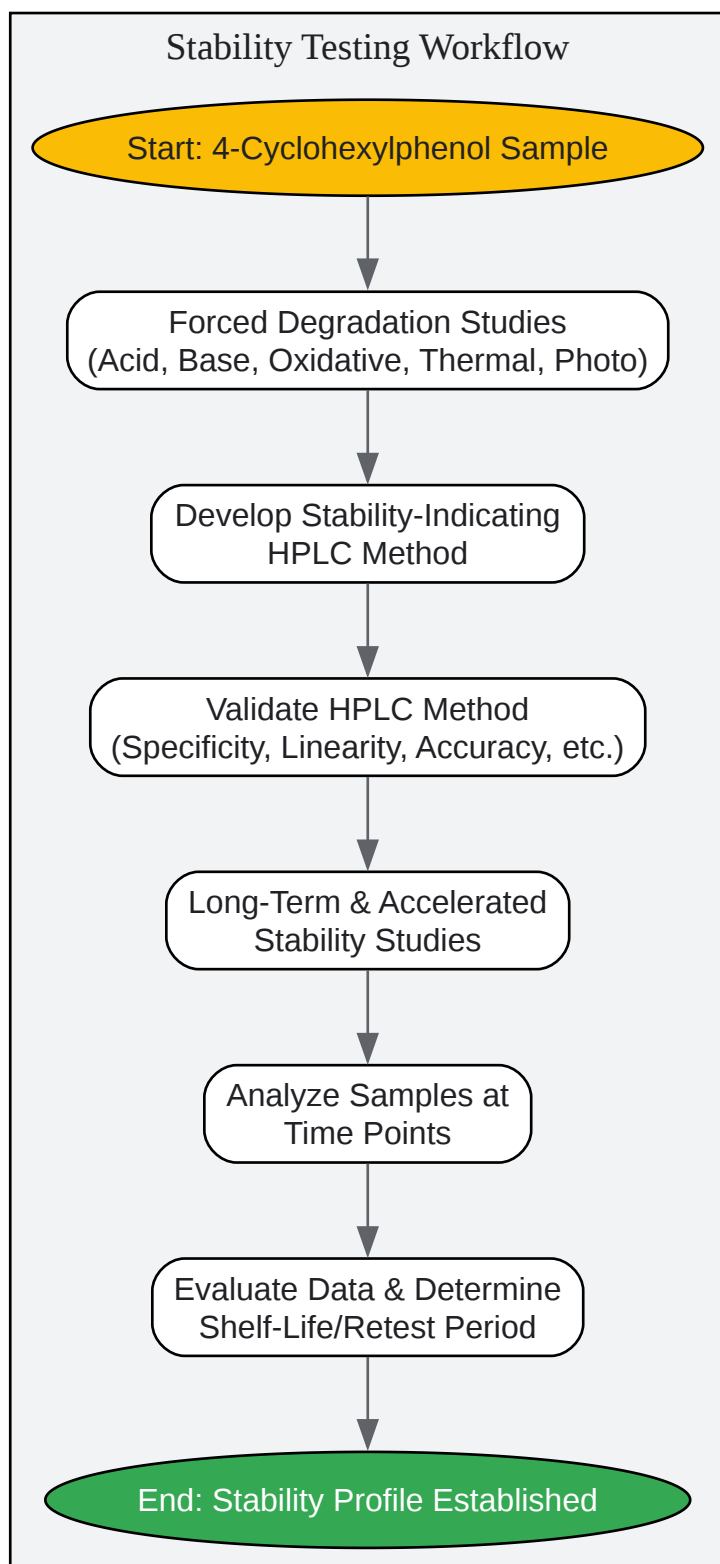 Stability Testing Workflow
Start: 4-Cyclohexylphenol Sample
Forced Degradation Studies
(Acid, Base, Oxidative, Thermal, Photo)
Develop Stability-Indicating
HPLC Method
Validate HPLC Method
(Specificity, Linearity, Accuracy, etc.)
Long-Term & Accelerated
Stability Studies
Analyze Samples at
Time Points
Evaluate Data & Determine
Shelf-Life/Retest Period
End: Stability Profile Established